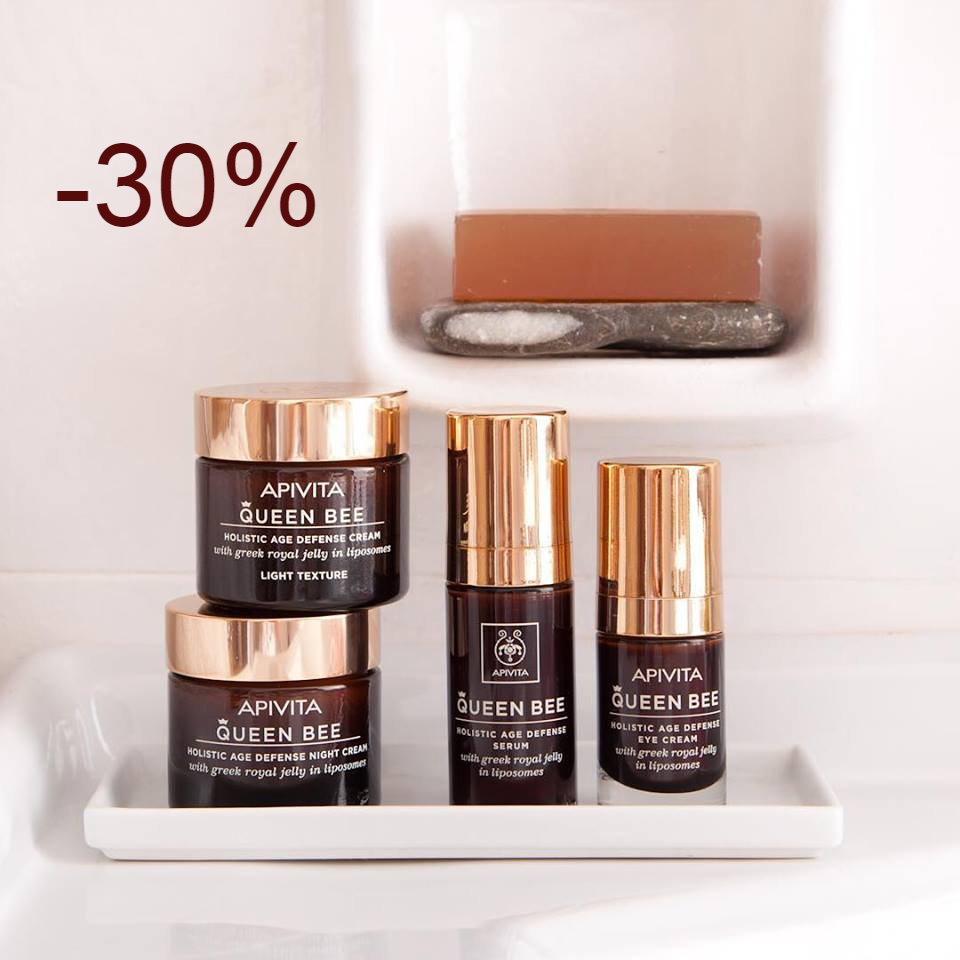 -30%
APIVITA
QUEEN BEE
HOLISTIC AGE DEFENSE CREAM
with greek royal jelly in liposomes
LIGHT TEXTURE
APIVITA
QUEEN BEE
HOLISTIC AGE DEFENSE NIGHT CREAM
with greek royal jelly in liposomes
APIVITA
QUEEN BEE
HOLISTIC AGE DEFENSE
SERUM
with greek royal jelly
in liposomes
APIVITA
QUEEN BEE
HOLISTIC AGE DEFENSE
EYE CREAM
with greek royal jelly
in liposomes